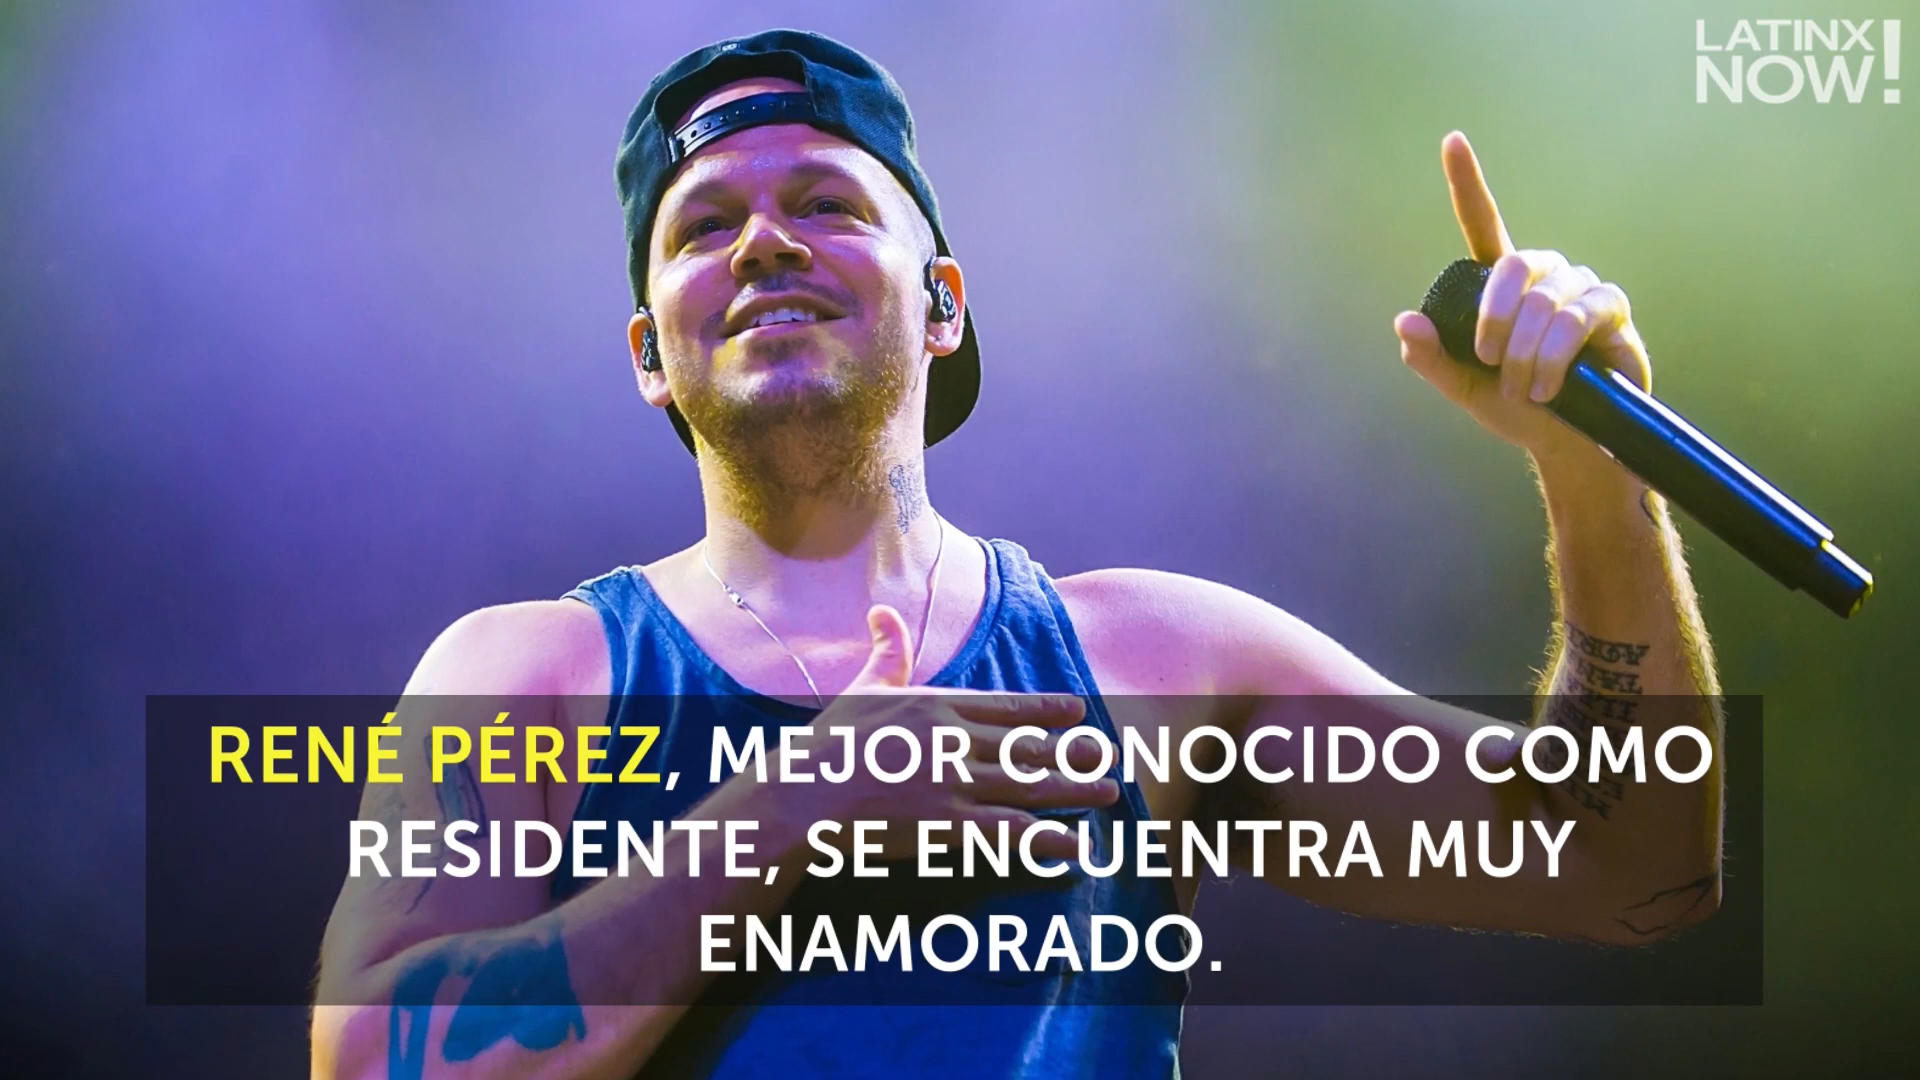 LATINX
NOW!
RENÉ PÉREZ, MEJOR CONOCIDO COMO
RESIDENTE, SE ENCUENTRA MUY
ENAMORADO.